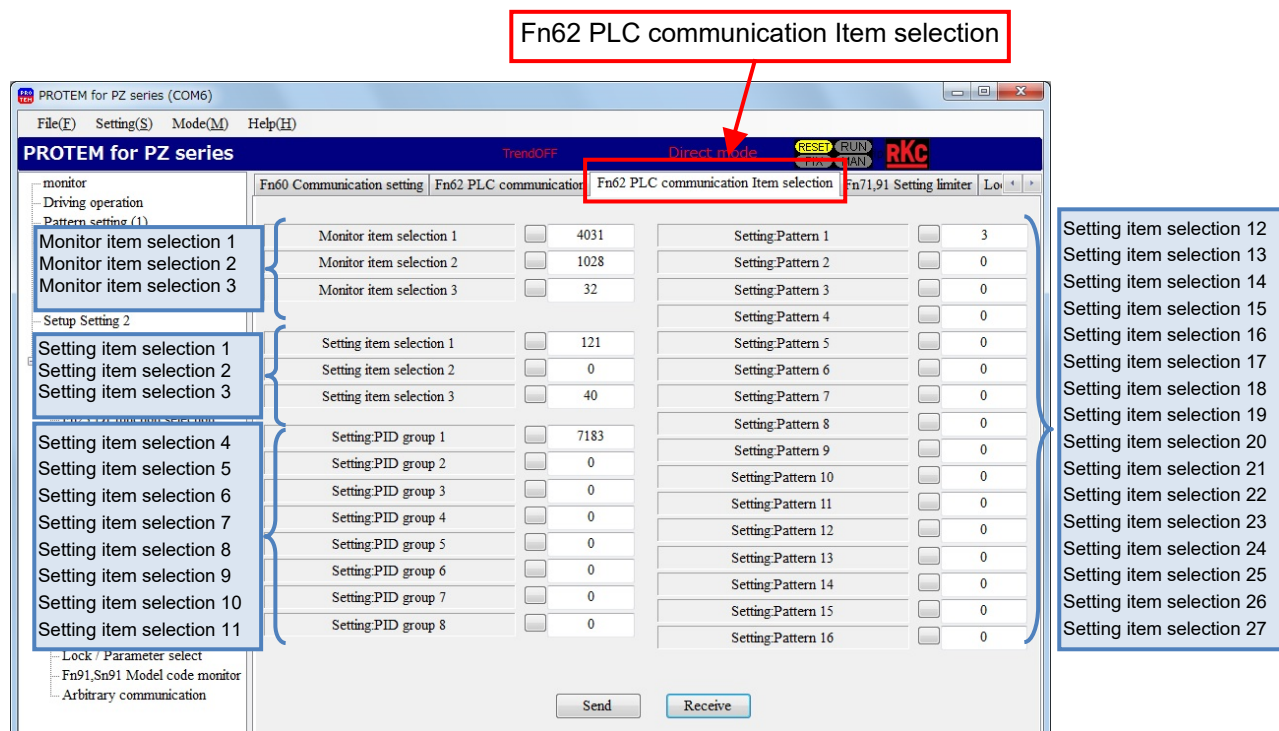 Fn62 PLC communication Item selection
PROTEM for PZ series (COM6)
File(F) Setting(S) Mode(M) Help(H)
PROTEM for PZ series
TrendOFF
Direct mode
RESET RUN
FIX MAN
RKC
monitor
Driving operation
Pattern setting (1)
Setup Setting 2
Lock / Parameter select
Fn91,Sn91 Model code monitor
Arbitrary communication
Fn60 Communication setting
Fn62 PLC communication
Fn62 PLC communication Item selection
Fn71,91 Setting limiter
Monitor item selection 1
Monitor item selection 2
Monitor item selection 3
Setting item selection 1
Setting item selection 2
Setting item selection 3
Setting item selection 4
Setting item selection 5
Setting item selection 6
Setting item selection 7
Setting item selection 8
Setting item selection 9
Setting item selection 10
Setting item selection 11
Monitor item selection 1 4031
Monitor item selection 2 1028
Monitor item selection 3 32
Setting item selection 1 121
Setting item selection 2 0
Setting item selection 3 40
Setting:PID group 1 7183
Setting:PID group 2 0
Setting:PID group 3 0
Setting:PID group 4 0
Setting:PID group 5 0
Setting:PID group 6 0
Setting:PID group 7 0
Setting:PID group 8 0
Setting:Pattern 1 3
Setting:Pattern 2 0
Setting:Pattern 3 0
Setting:Pattern 4 0
Setting:Pattern 5 0
Setting:Pattern 6 0
Setting:Pattern 7 0
Setting:Pattern 8 0
Setting:Pattern 9 0
Setting:Pattern 10 0
Setting:Pattern 11 0
Setting:Pattern 12 0
Setting:Pattern 13 0
Setting:Pattern 14 0
Setting:Pattern 15 0
Setting:Pattern 16 0
Send
Receive
Setting item selection 12
Setting item selection 13
Setting item selection 14
Setting item selection 15
Setting item selection 16
Setting item selection 17
Setting item selection 18
Setting item selection 19
Setting item selection 20
Setting item selection 21
Setting item selection 22
Setting item selection 23
Setting item selection 24
Setting item selection 25
Setting item selection 26
Setting item selection 27